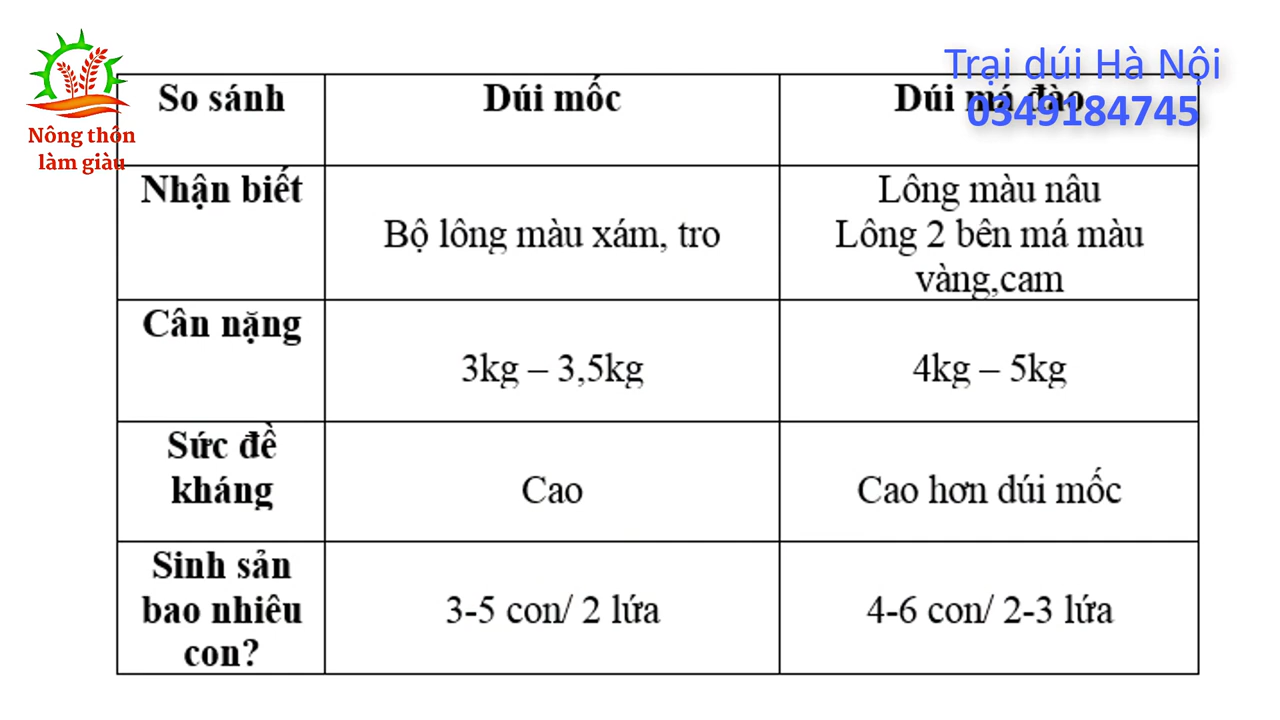 Trại dúi Hà Nội
0349184745
Nông thôn
làm giàu
So sánh
Dúi mốc
Dúi má đào
Nhận biết
Bộ lông màu xám, tro
Lông màu nâu
Lông 2 bên má màu
vàng,cam
Cân nặng
3kg – 3,5kg
4kg – 5kg
Sức đề
kháng
Cao
Cao hơn dúi mốc
Sinh sản
bao nhiêu
con?
3-5 con/ 2 lứa
4-6 con/ 2-3 lứa